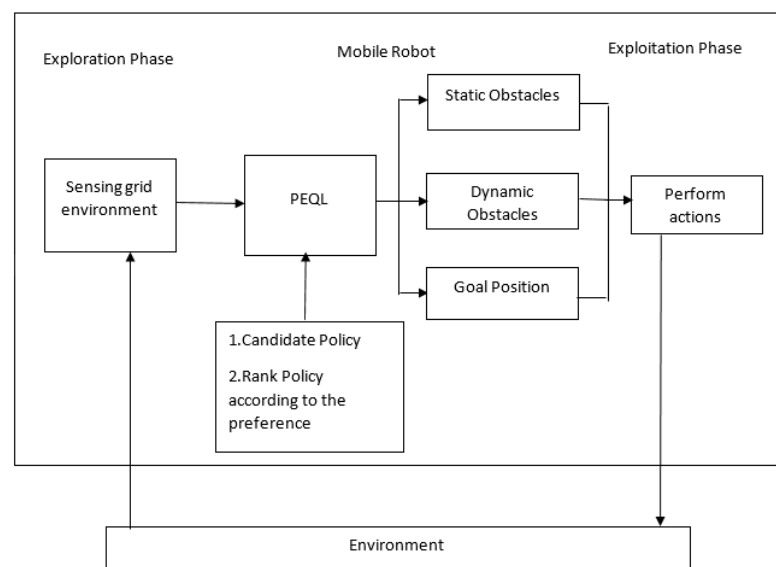 Exploration Phase
Mobile Robot
Exploitation Phase
Static Obstacles
Sensing grid
environment
PEQL
Dynamic
Obstacles
Perform
actions
Goal Position
1.Candidate Policy
2.Rank Policy
according to the
preference
Environment